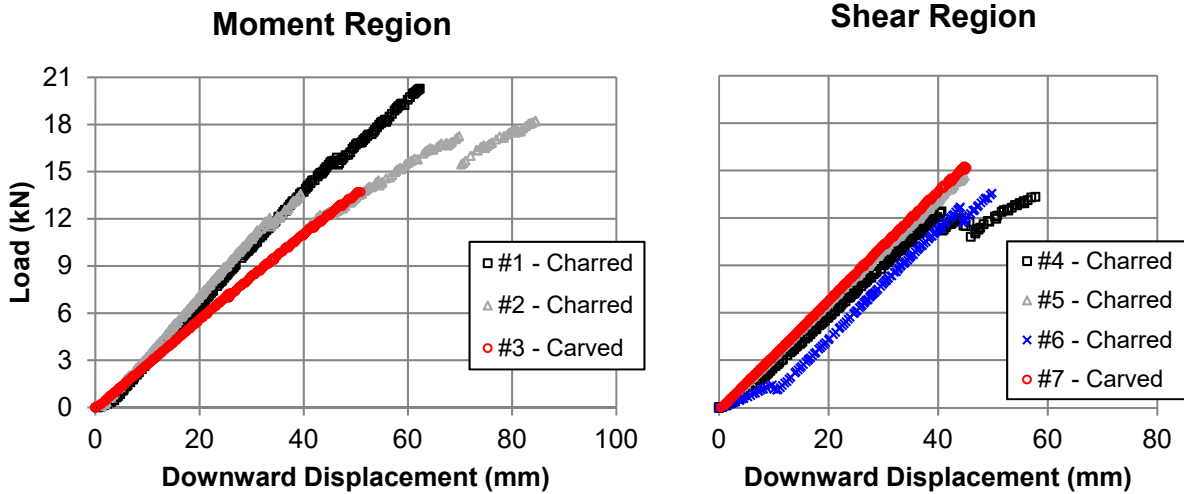 Moment Region
Load (kN)
21
18
15
12
9
6
3
0
0 20 40 60 80 100
Downward Displacement (mm)
#1 - Charred
#2 - Charred
#3 - Carved
Shear Region
0 20 40 60 80
Downward Displacement (mm)
#4 - Charred
#5 - Charred
#6 - Charred
#7 - Carved